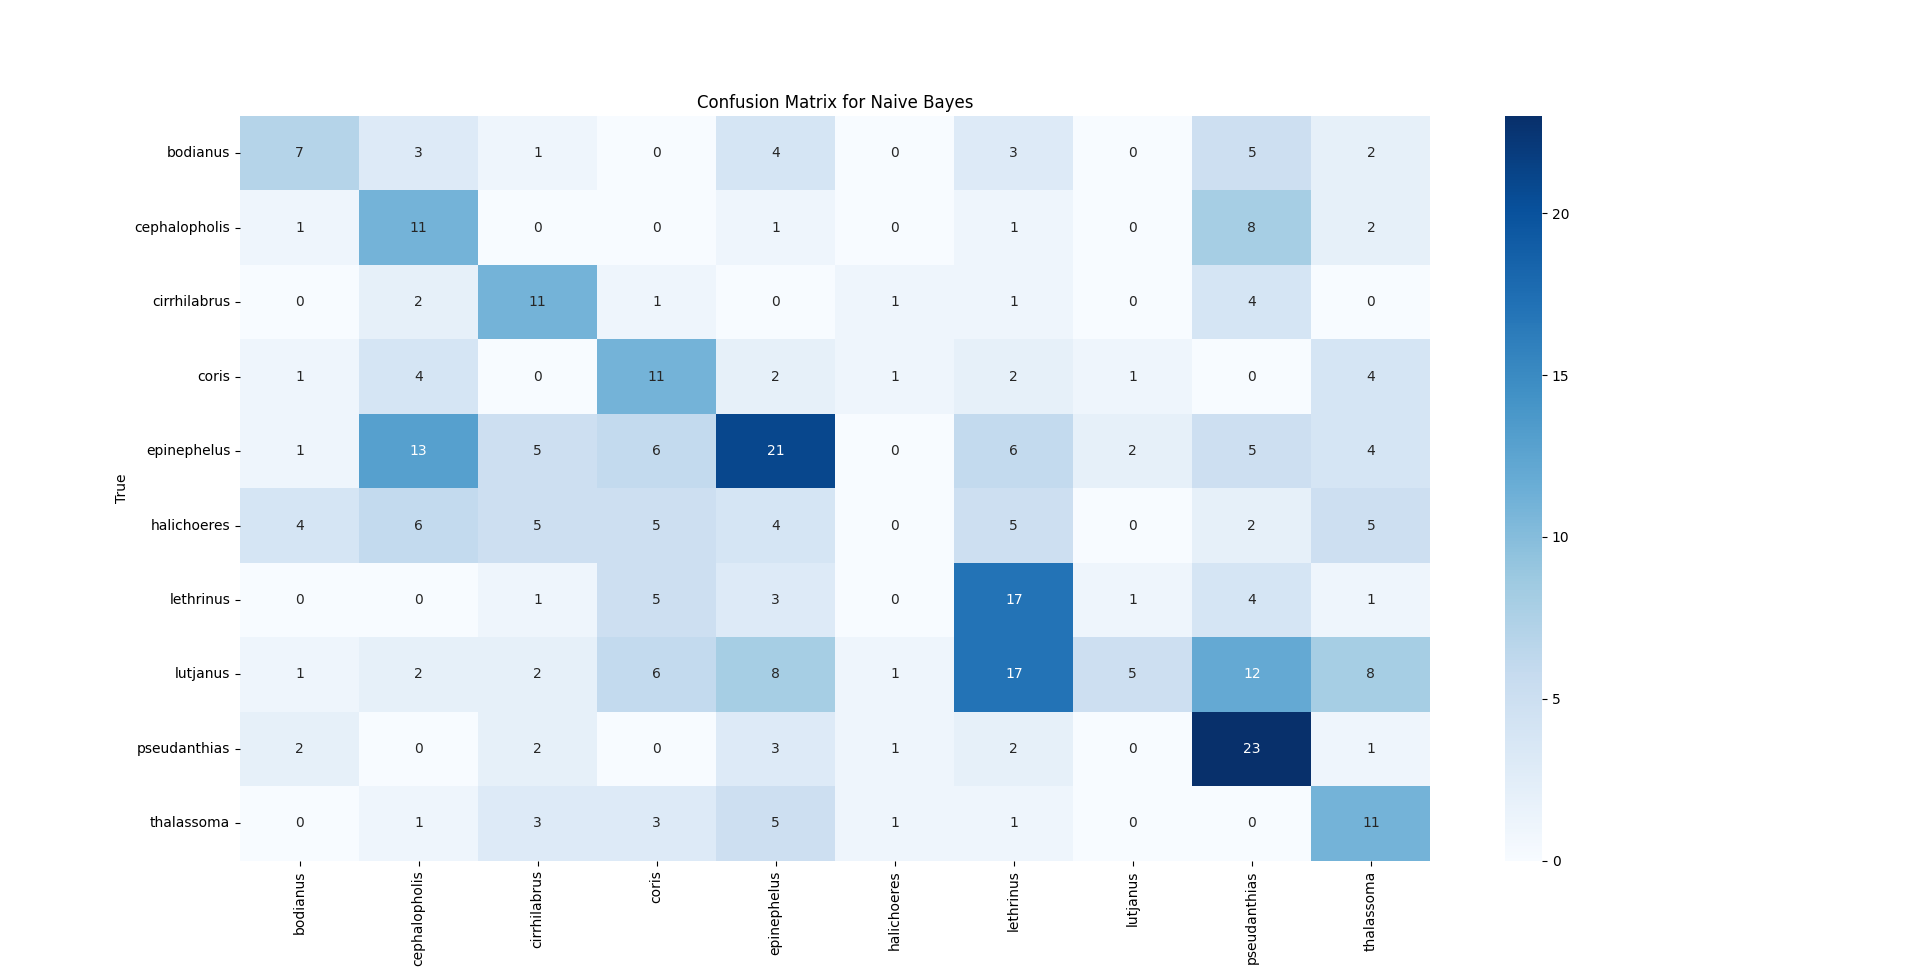 Confusion Matrix for Naive Bayes
True
bodianus 7 3 1 0 4 0 3 0 5 2
cephalopholis 1 11 0 0 1 0 1 0 8 2
cirrhilabrus 0 2 11 1 0 1 1 0 4 0
coris 1 4 0 11 2 1 2 1 0 4
epinephelus 1 13 5 6 21 0 6 2 5 4
halichoeres 4 6 5 5 4 0 5 0 2 5
lethrinus 0 0 1 5 3 0 17 1 4 1
lutjanus 1 2 2 6 8 1 17 5 12 8
pseudanthias 2 0 2 0 3 1 2 0 23 1
thalassoma 0 1 3 3 5 1 1 0 0 11
bodianus cephalopholis cirrhilabrus coris epinephelus halichoeres lethrinus lutjanus pseudanthias thalassoma
20
15
10
5
0